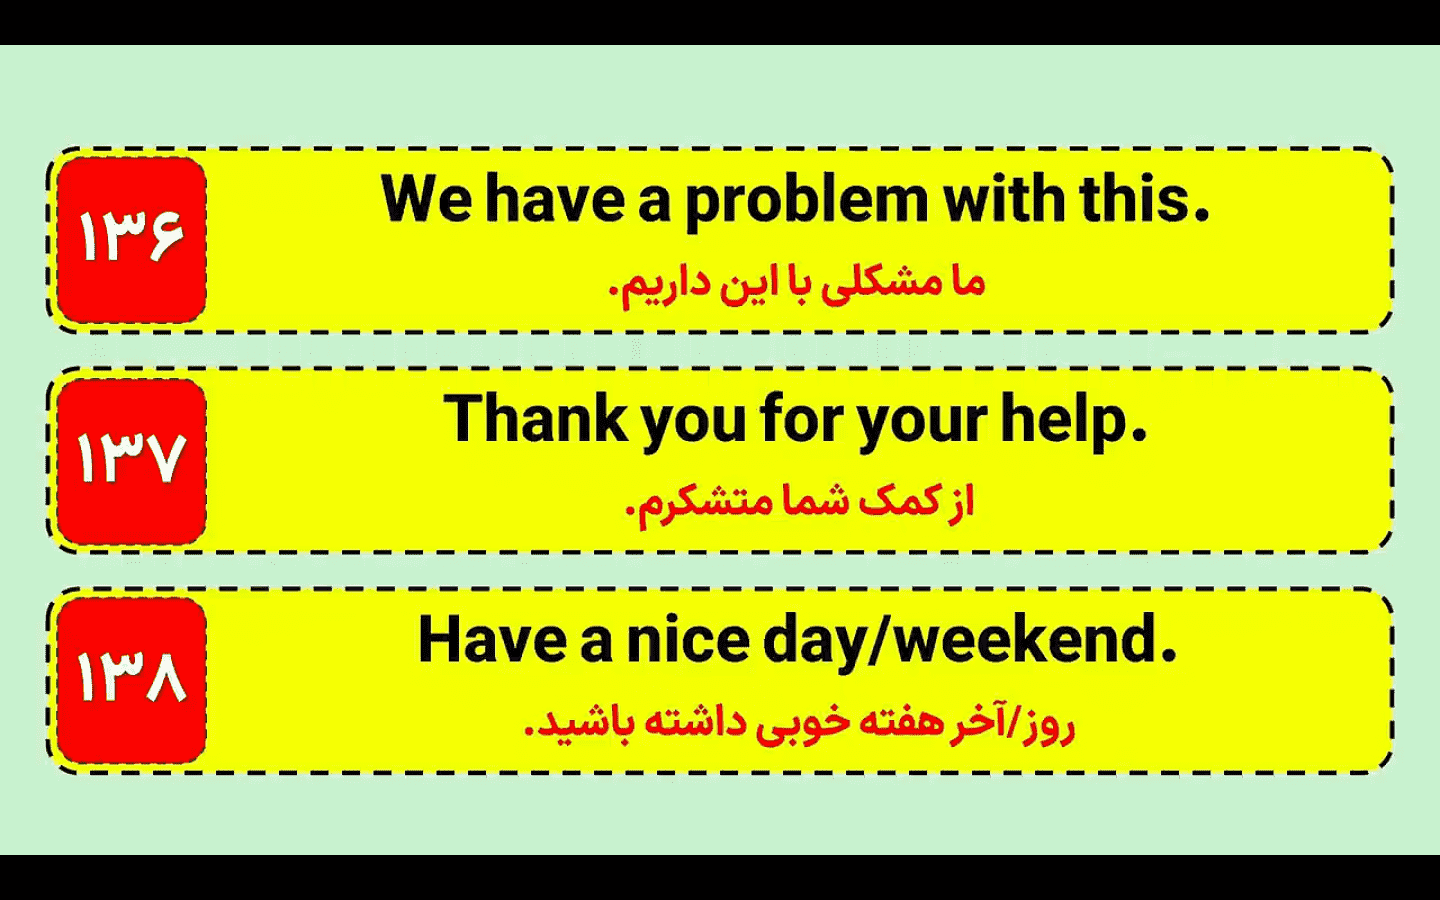 ۱۳۶
We have a problem with this.
ما مشکلی با این داریم.
۱۳۷
Thank you for your help.
از کمک شما متشکرم.
۱۳۸
Have a nice day/weekend.
روز/آخر هفته خوبی داشته باشید.